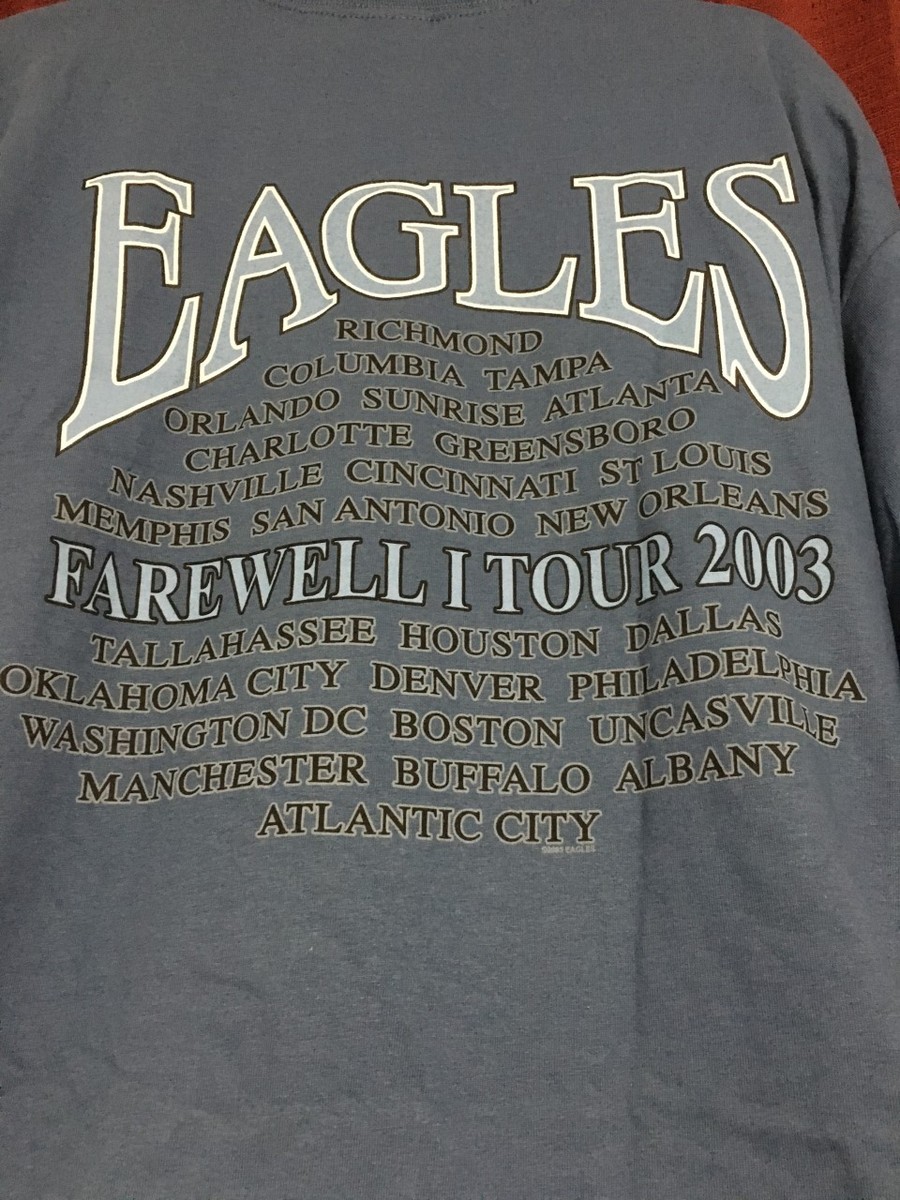 EAGLES
RICHMOND
COLUMBIA TAMPA
ORLANDO SUNRISE ATLANTA
CHARLOTTE GREENSBORO
NASHVILLE CINCINNATI ST LOUIS
MEMPHIS SAN ANTONIO NEW ORLEANS
FAREWELL I TOUR 2003
TALLAHASSEE HOUSTON DALLAS
OKLAHOMA CITY DENVER PHILADELPHIA
WASHINGTON DC BOSTON UNCASVILLE
MANCHESTER BUFFALO ALBANY
ATLANTIC CITY
EAGLES